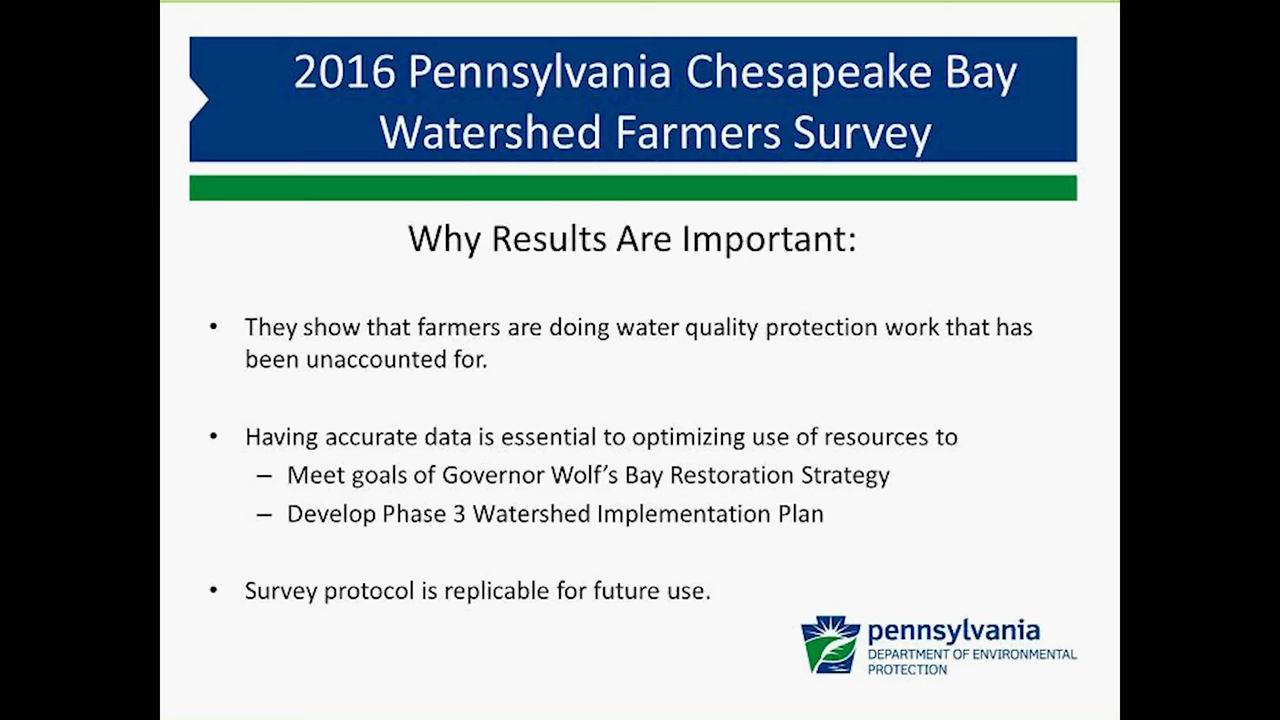 2016 Pennsylvania Chesapeake Bay
Watershed Farmers Survey
Why Results Are Important:
• They show that farmers are doing water quality protection work that has
been unaccounted for.
• Having accurate data is essential to optimizing use of resources to
– Meet goals of Governor Wolf’s Bay Restoration Strategy
– Develop Phase 3 Watershed Implementation Plan
• Survey protocol is replicable for future use.
pennsylvania
DEPARTMENT OF ENVIRONMENTAL
PROTECTION